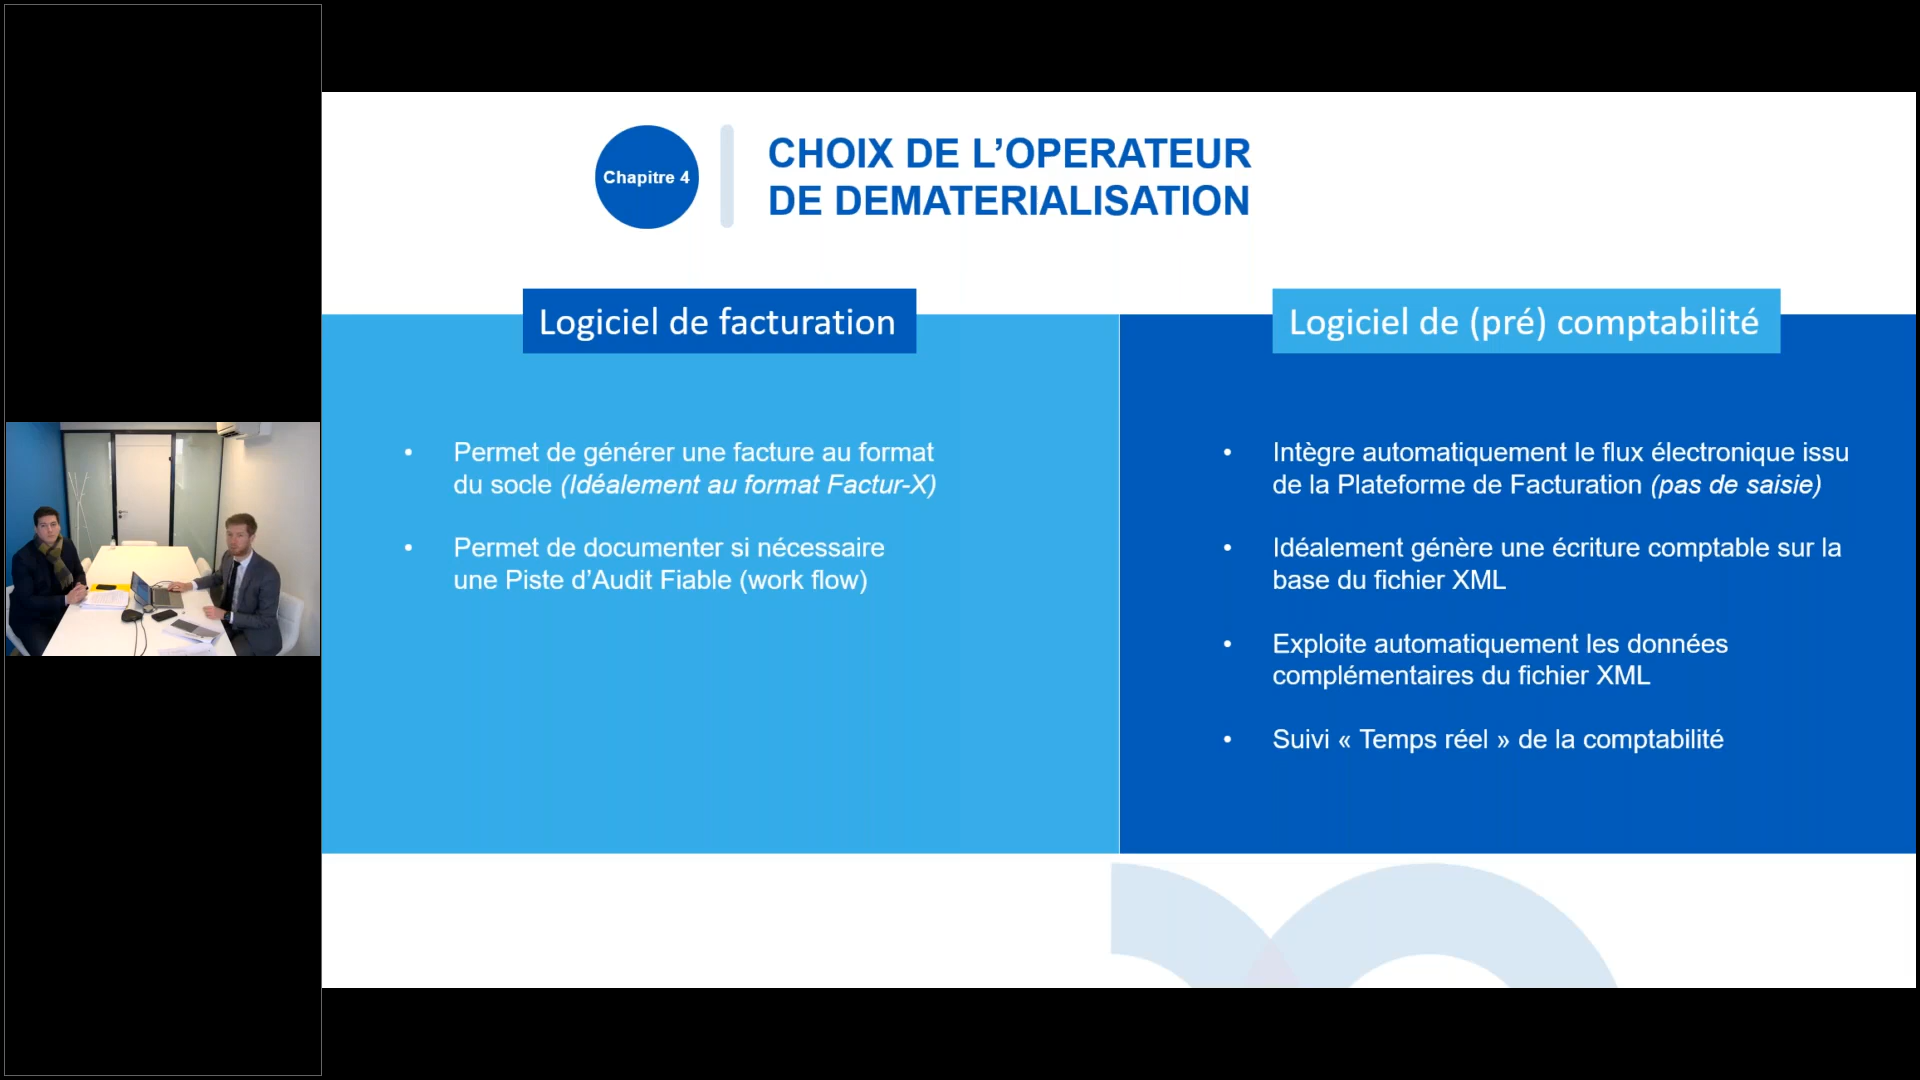 Chapitre 4
CHOIX DE L’OPERATEUR
DE DEMATERIALISATION
Logiciel de facturation
• Permet de générer une facture au format
du socle (Idéalement au format Factur-X)
• Permet de documenter si nécessaire
une Piste d’Audit Fiable (work flow)
Logiciel de (pré) comptabilité
• Intègre automatiquement le flux électronique issu
de la Plateforme de Facturation (pas de saisie)
• Idéalement génère une écriture comptable sur la
base du fichier XML
• Exploite automatiquement les données
complémentaires du fichier XML
• Suivi « Temps réel » de la comptabilité